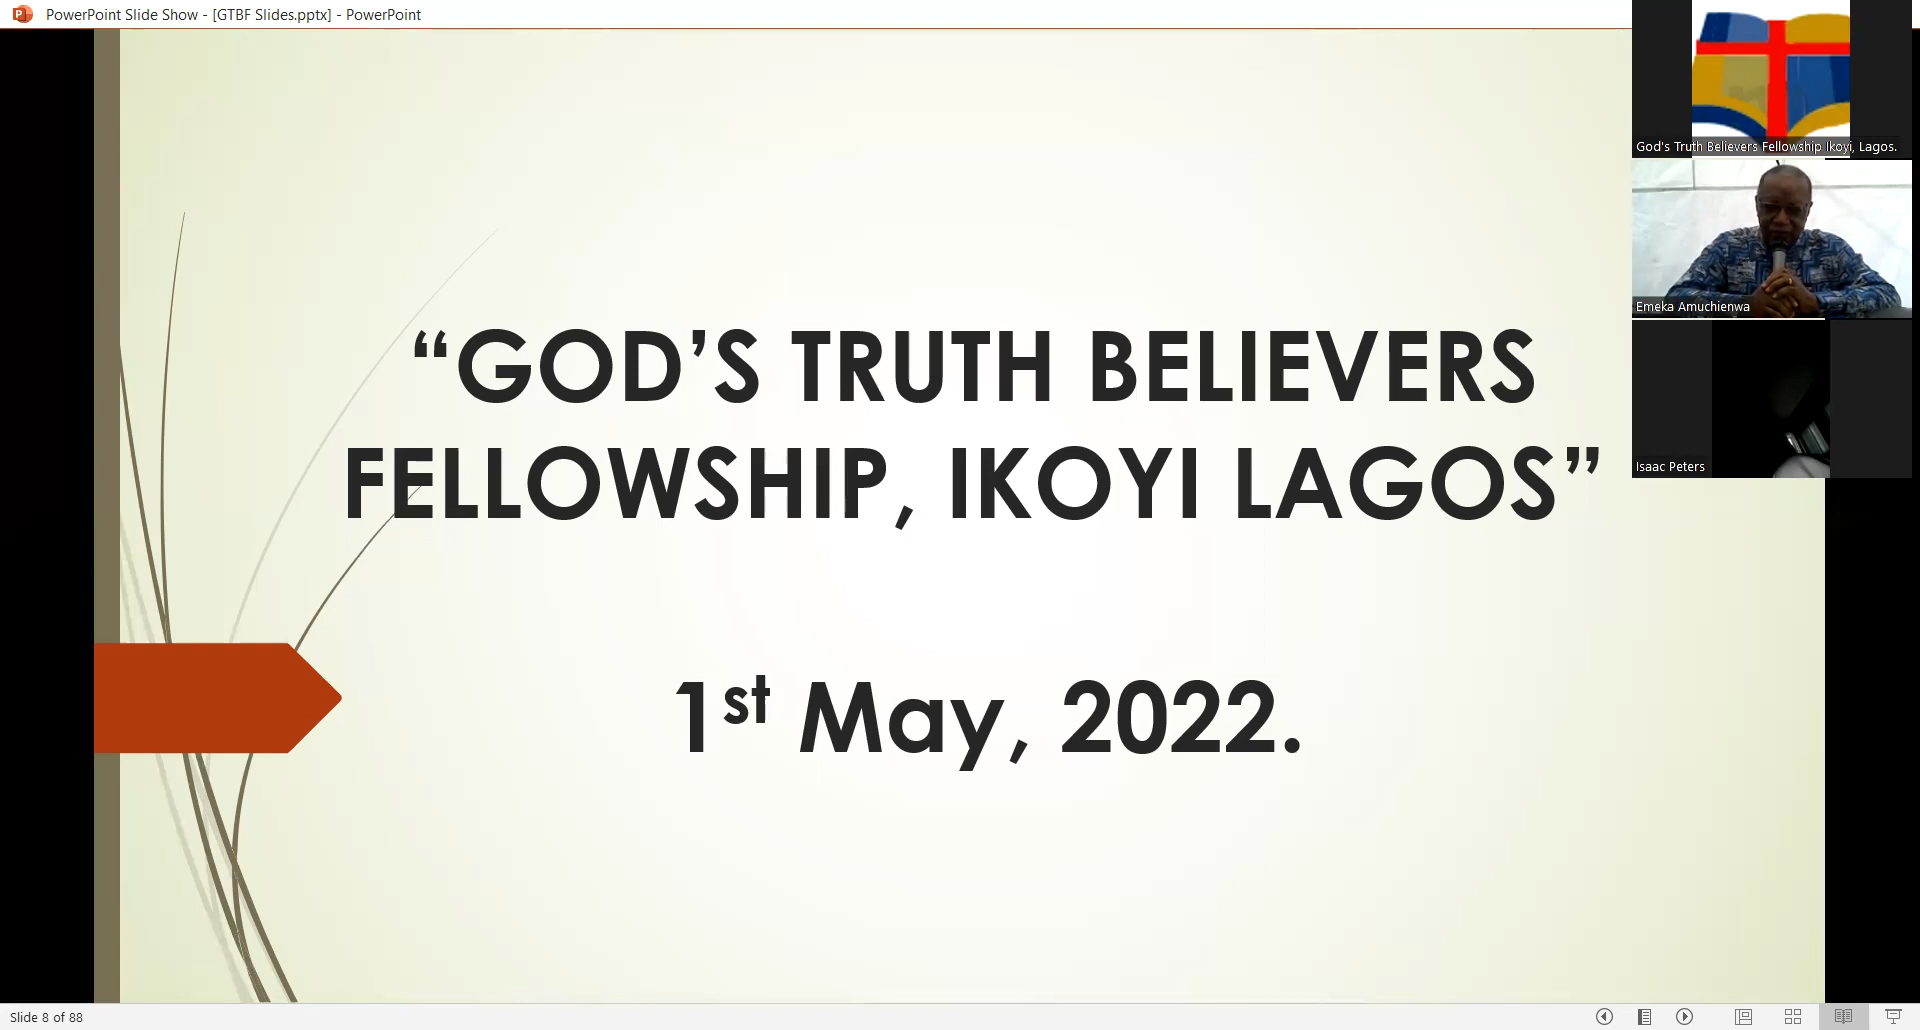 PowerPoint Slide Show - [GTBF Slides.pptx] - PowerPoint
God's Truth Believers Fellowship Ikoyi, Lagos.
Emeka Amuchienwa
Isaac Peters
“GOD’S TRUTH BELIEVERS
FELLOWSHIP, IKOYI LAGOS”
1st May, 2022.
Slide 8 of 88